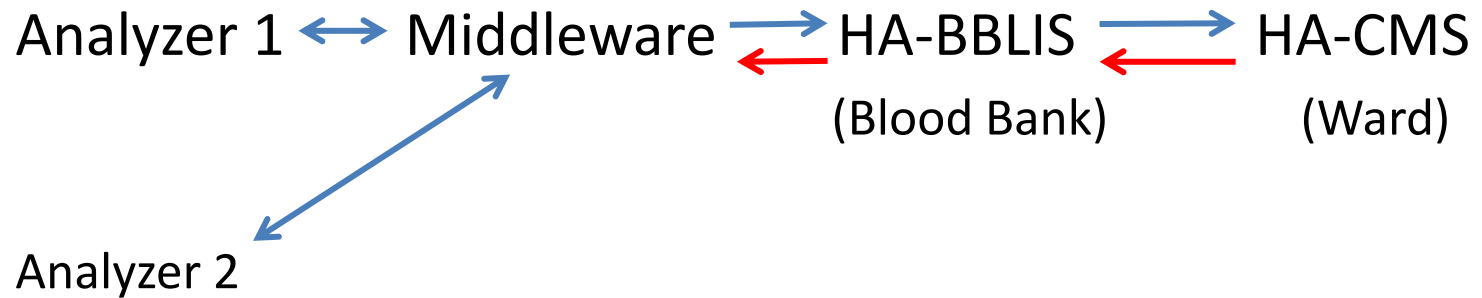 Analyzer 1 Middleware HA-BBLIS HA-CMS
(Blood Bank) (Ward)
Analyzer 2